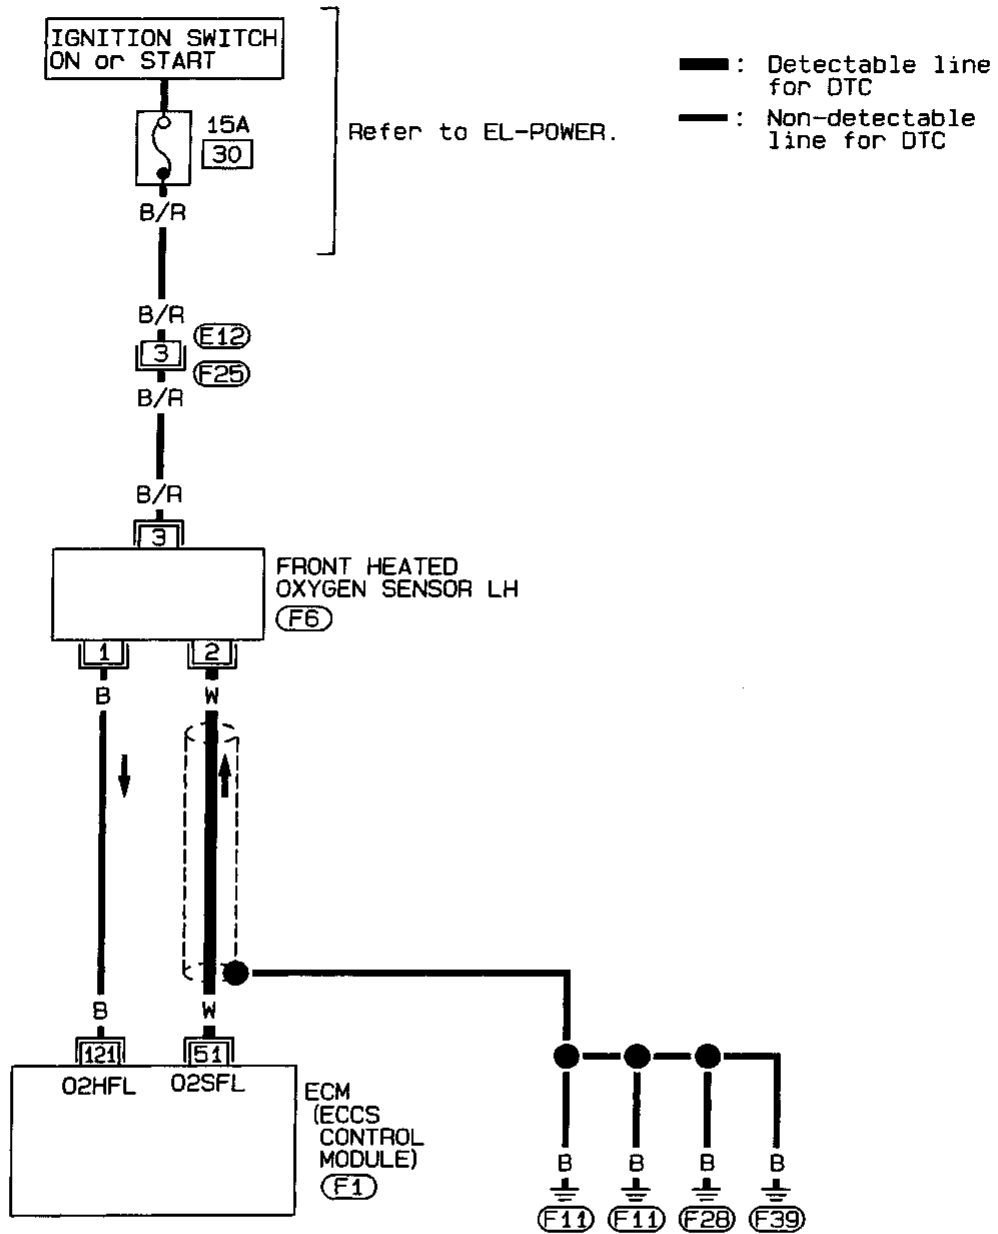 IGNITION SWITCH
ON or START
15A
30
Refer to EL-POWER.
: Detectable line
for DTC
: Non-detectable
line for DTC
B/R
B/R
E12
3
F25
B/R
B/R
3
FRONT HEATED
OXYGEN SENSOR LH
F6
1
2
B
W
B
W
121
51
O2HFL
O2SFL
ECM
(ECCS
CONTROL
MODULE)
F1
B
B
B
B
F11
F11
F28
F39